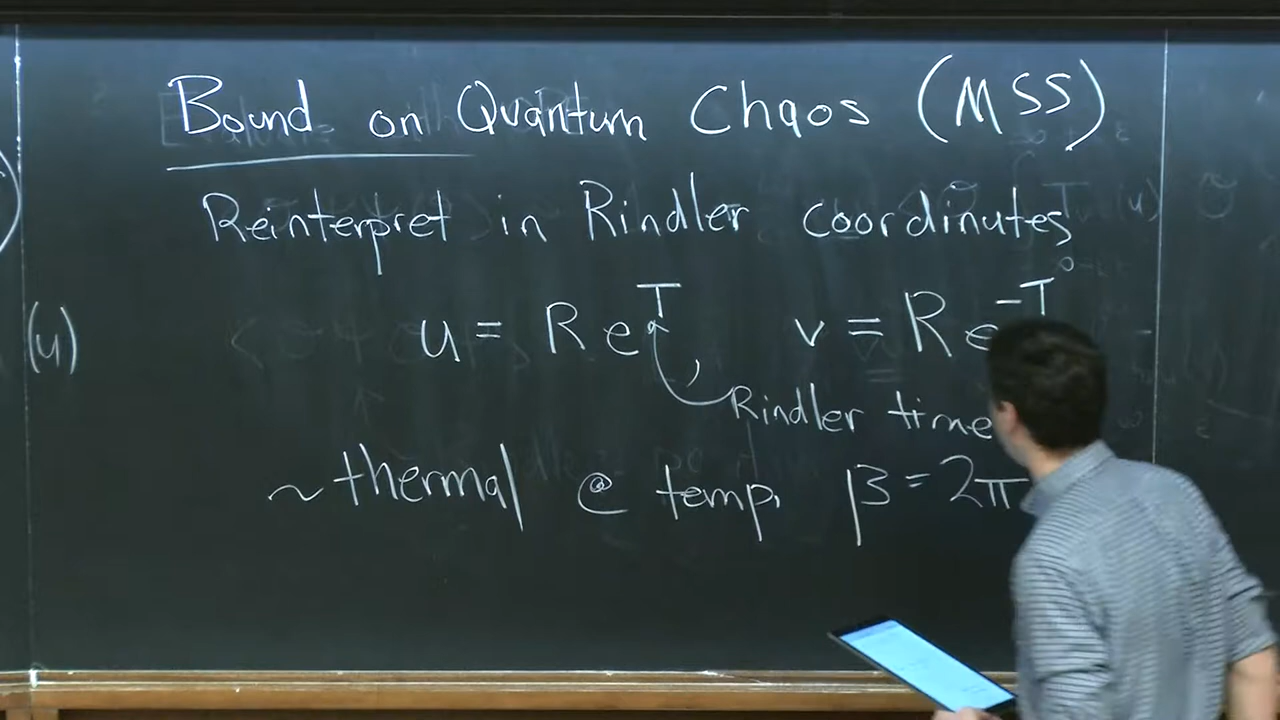 Bound on Quantum Chaos (MSS)
Reinterpret in Rindler coordinates
(u)
u = R e^T v = R e^-T
Rindler time
~ thermal @ temp. β = 2π